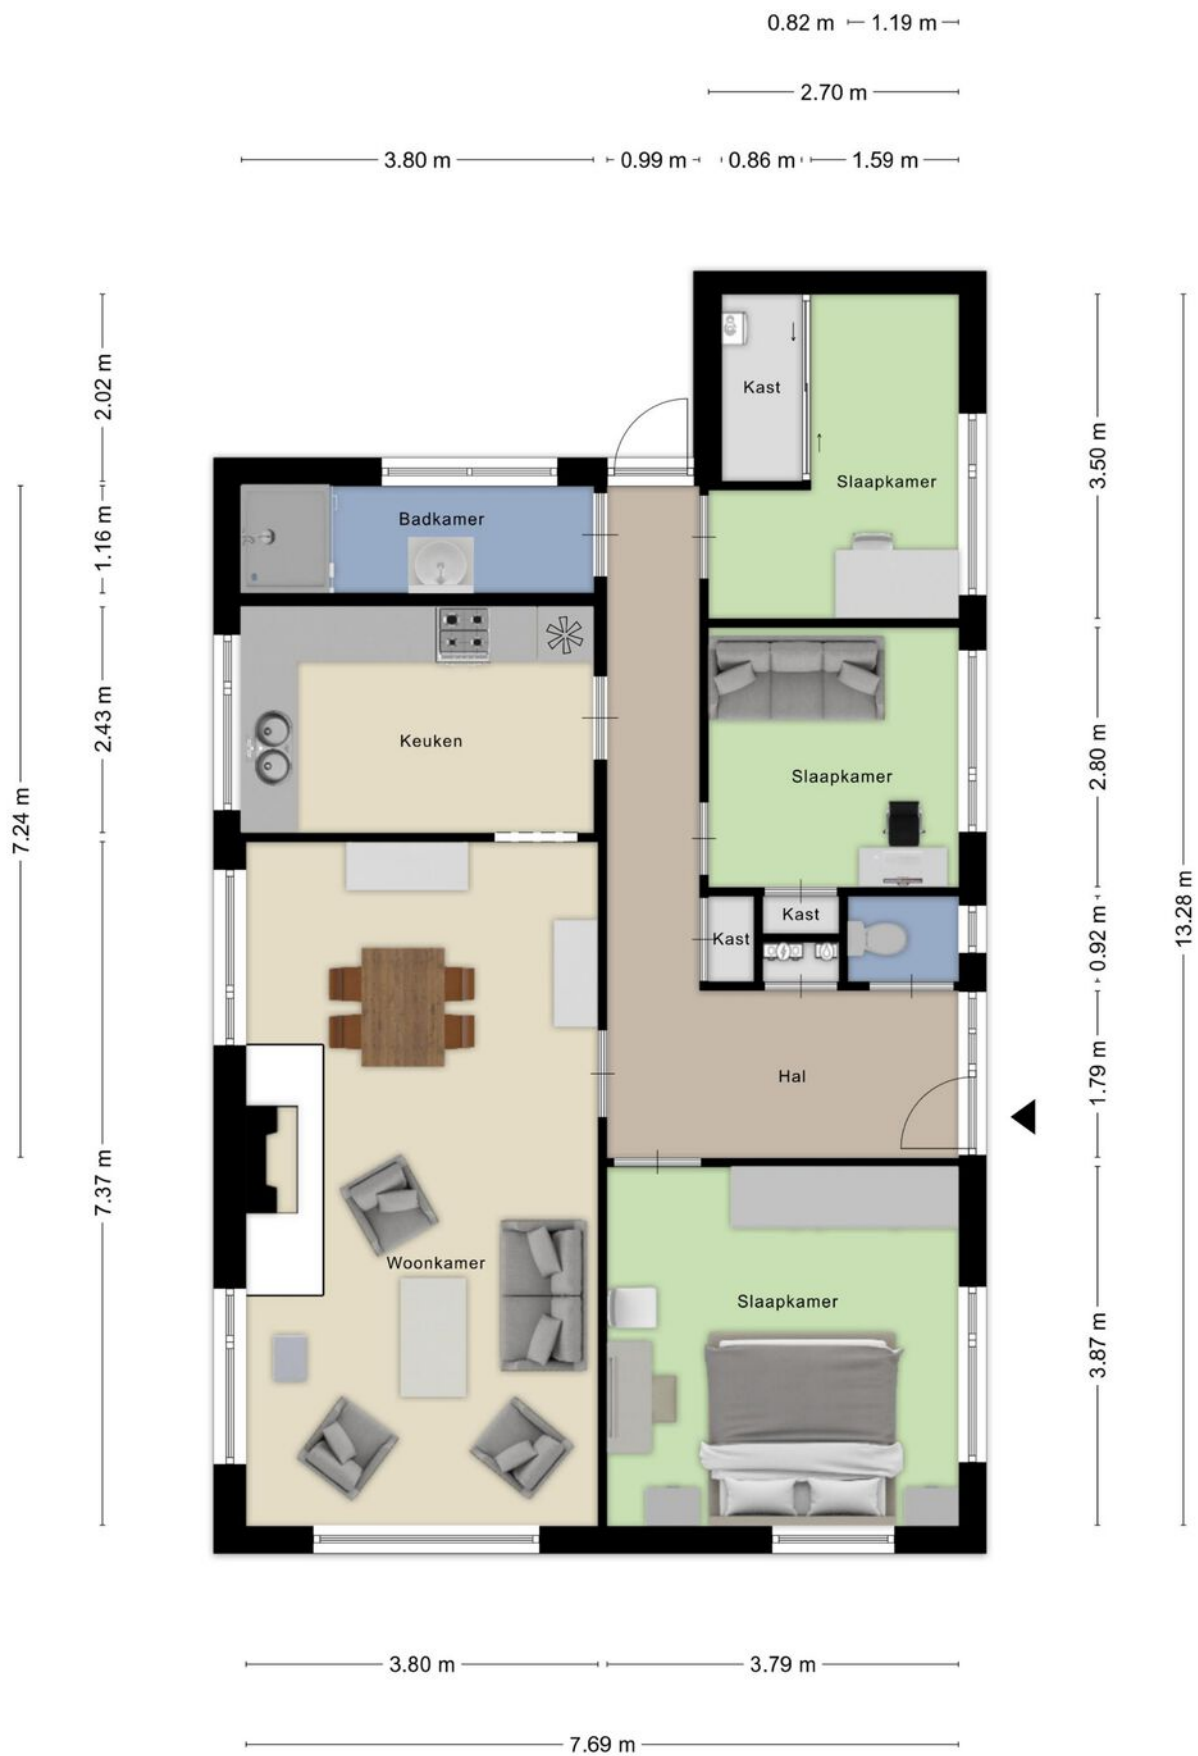 0.82 m
1.19 m
2.70 m
3.80 m
0.99 m
0.86 m
1.59 m
2.02 m
1.16 m
2.43 m
7.24 m
7.37 m
3.50 m
2.80 m
0.92 m
1.79 m
3.87 m
13.28 m
Kast
Slaapkamer
Badkamer
Keuken
Slaapkamer
Kast
Kast
Hal
Woonkamer
Slaapkamer
3.80 m
3.79 m
7.69 m